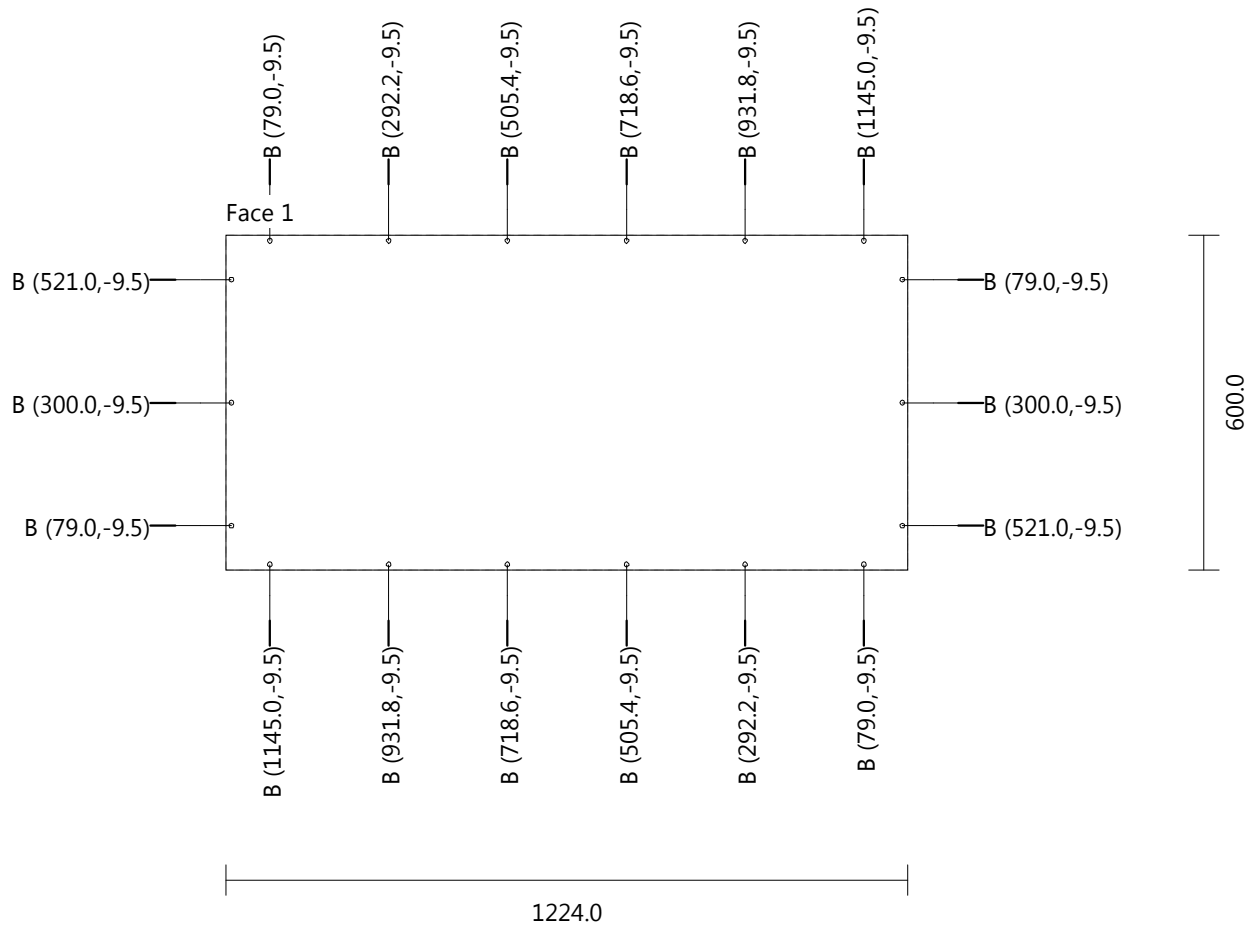 B (79.0,-9.5)
B (292.2,-9.5)
B (505.4,-9.5)
B (718.6,-9.5)
B (931.8,-9.5)
B (1145.0,-9.5)
Face 1
B (521.0,-9.5)
B (79.0,-9.5)
B (300.0,-9.5)
B (300.0,-9.5)
600.0
B (79.0,-9.5)
B (521.0,-9.5)
B (1145.0,-9.5)
B (931.8,-9.5)
B (718.6,-9.5)
B (505.4,-9.5)
B (292.2,-9.5)
B (79.0,-9.5)
1224.0